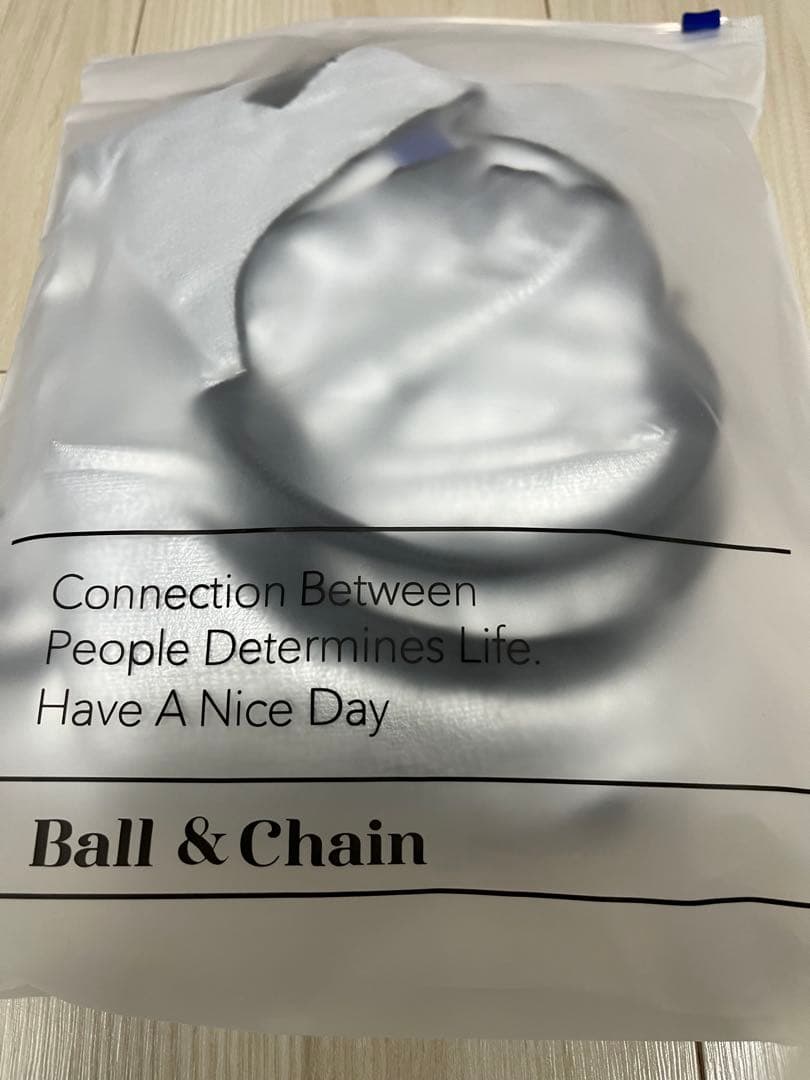 Connection Between
People Determines Life.
Have A Nice Day
Ball & Chain